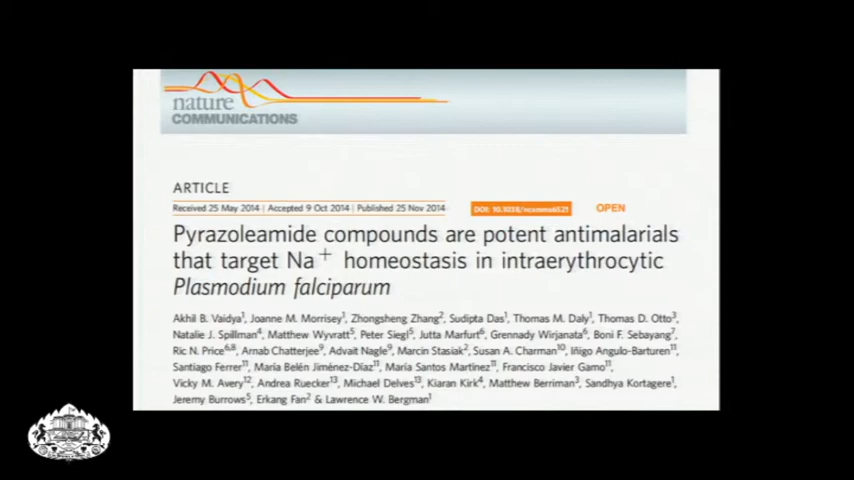 nature
COMMUNICATIONS
ARTICLE
Received 25 May 2014 | Accepted 9 Oct 2014 | Published 25 Nov 2014
DOI: 10.1038/ncomms6521
OPEN
Pyrazoleamide compounds are potent antimalarials
that target Na+ homeostasis in intraerythrocytic
Plasmodium falciparum
Akhil B. Vaidya1, Joanne M. Morrisey1, Zhongsheng Zhang2, Sudipta Das1, Thomas M. Daly1, Thomas D. Otto3,
Natalie J. Spillman4, Matthew Wyvratt5, Peter Siegl5, Jutta Marfurt6, Grennady Wirjanata6, Boni F. Sebayang7,
Ric N. Price6,8, Arnab Chatterjee9, Advait Nagle9, Marcin Stasiak2, Susan A. Charman10, Iñigo Angulo-Barturen11,
Santiago Ferrer11, María Belén Jiménez-Díaz11, María Santos Martínez11, Francisco Javier Gamo11,
Vicky M. Avery12, Andrea Ruecker13, Michael Delves13, Kiaran Kirk4, Matthew Berriman3, Sandhya Kortagere1,
Jeremy Burrows5, Erkang Fan2 & Lawrence W. Bergman1